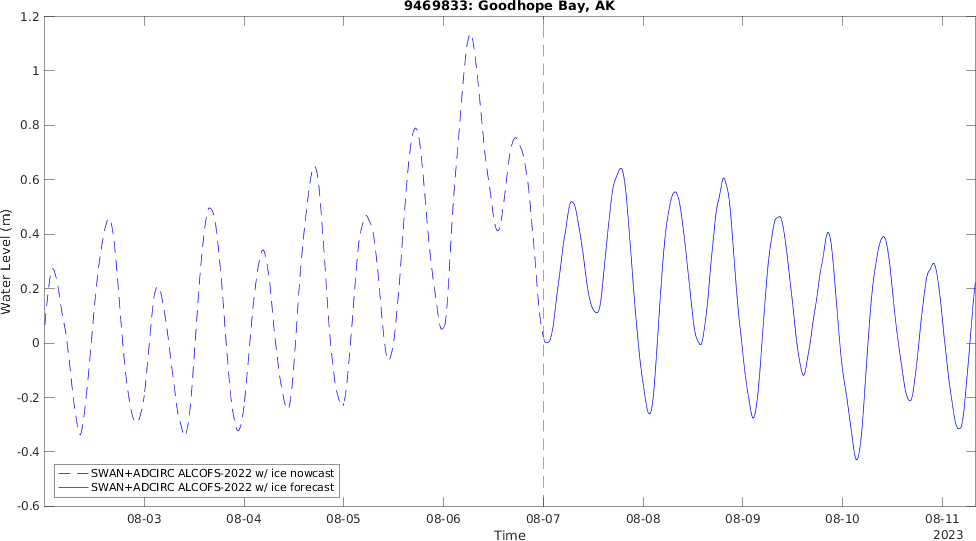 9469833: Goodhope Bay, AK
Water Level (m)
1.2
1
0.8
0.6
0.4
0.2
0
-0.2
-0.4
-0.6
SWAN+ADCIRC ALCOFS-2022 w/ ice nowcast
SWAN+ADCIRC ALCOFS-2022 w/ ice forecast
08-03 08-04 08-05 08-06 08-07 08-08 08-09 08-10 08-11
Time
2023